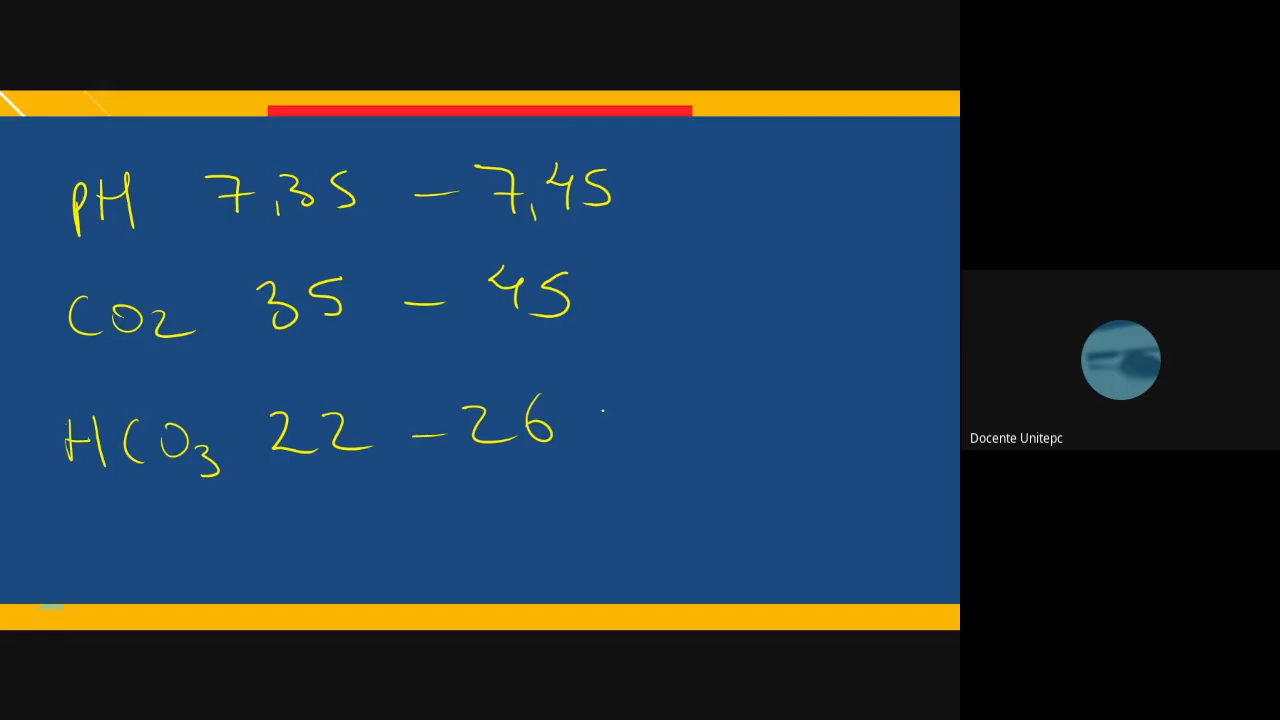 pH 7,35 - 7,45
CO2 35 - 45
HCO3 22 - 26
Docente Unitepc